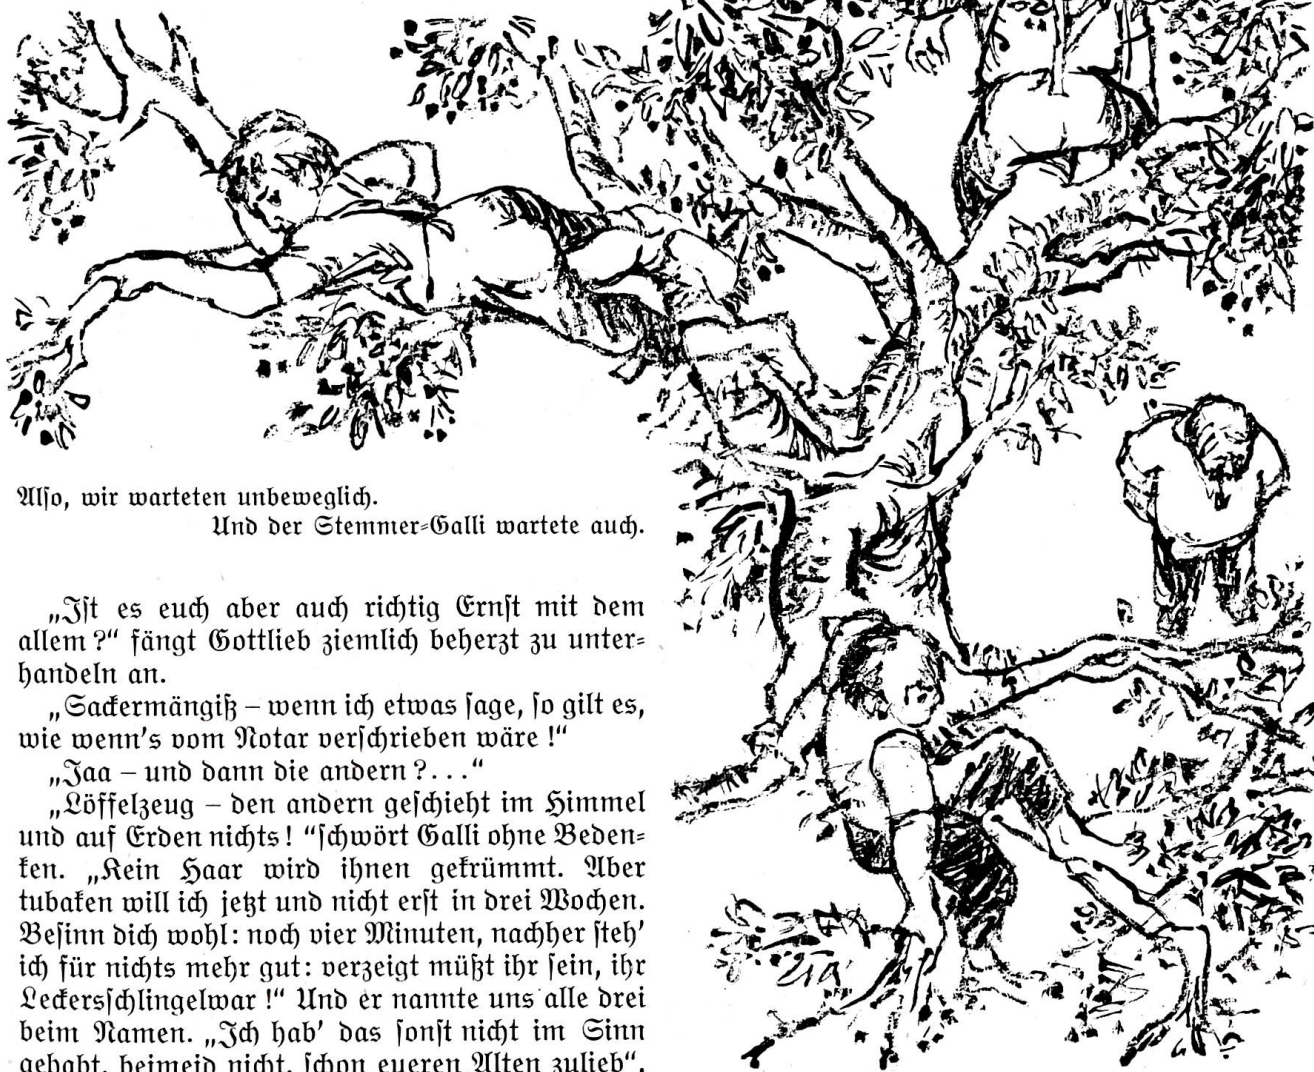 Also, wir warteten unbeweglich.
Und der Stemmer-Galli wartete auch.
„Ist es euch aber auch richtig Ernst mit dem
allem?“ fängt Gottlieb ziemlich beherzt zu unter-
handeln an.
„Sackermängiß – wenn ich etwas sage, so gilt es,
wie wenn's vom Notar verschrieben wäre!“
„Jaa – und dann die andern?...“
„Löffelzeug – den andern geschieht im Himmel
und auf Erden nichts! “schwört Galli ohne Beden-
ken. „Kein Haar wird ihnen gekrümmt. Aber
tubaken will ich jetzt und nicht erst in drei Wochen.
Besinn dich wohl: noch vier Minuten, nachher steh'
ich für nichts mehr gut: verzeigt müßt ihr sein, ihr
Leckersschlingelwar!“ Und er nannte uns alle drei
beim Namen. „Ich hab' das sonst nicht im Sinn
gehabt, beimeid nicht, schon eueren Alten zulieb“,